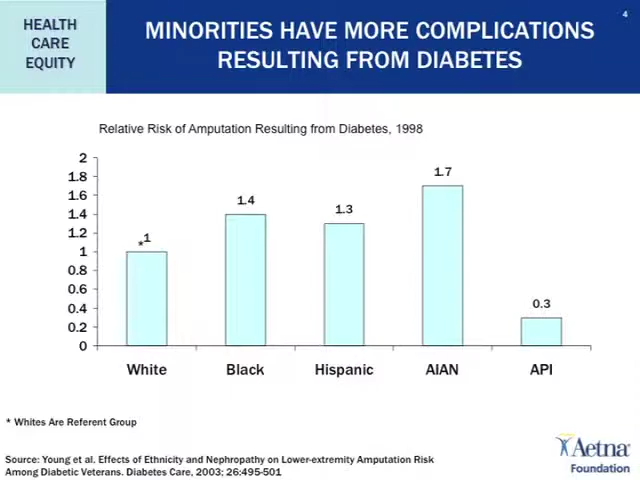 HEALTH
CARE
EQUITY
MINORITIES HAVE MORE COMPLICATIONS
RESULTING FROM DIABETES
4
Relative Risk of Amputation Resulting from Diabetes, 1998
2
1.8
1.6
1.4
1.2
1
0.8
0.6
0.4
0.2
0
*1
1.4
1.3
1.7
0.3
White Black Hispanic AIAN API
* Whites Are Referent Group
Source: Young et al. Effects of Ethnicity and Nephropathy on Lower-extremity Amputation Risk
Among Diabetic Veterans. Diabetes Care, 2003; 26:495-501
Aetna®
Foundation